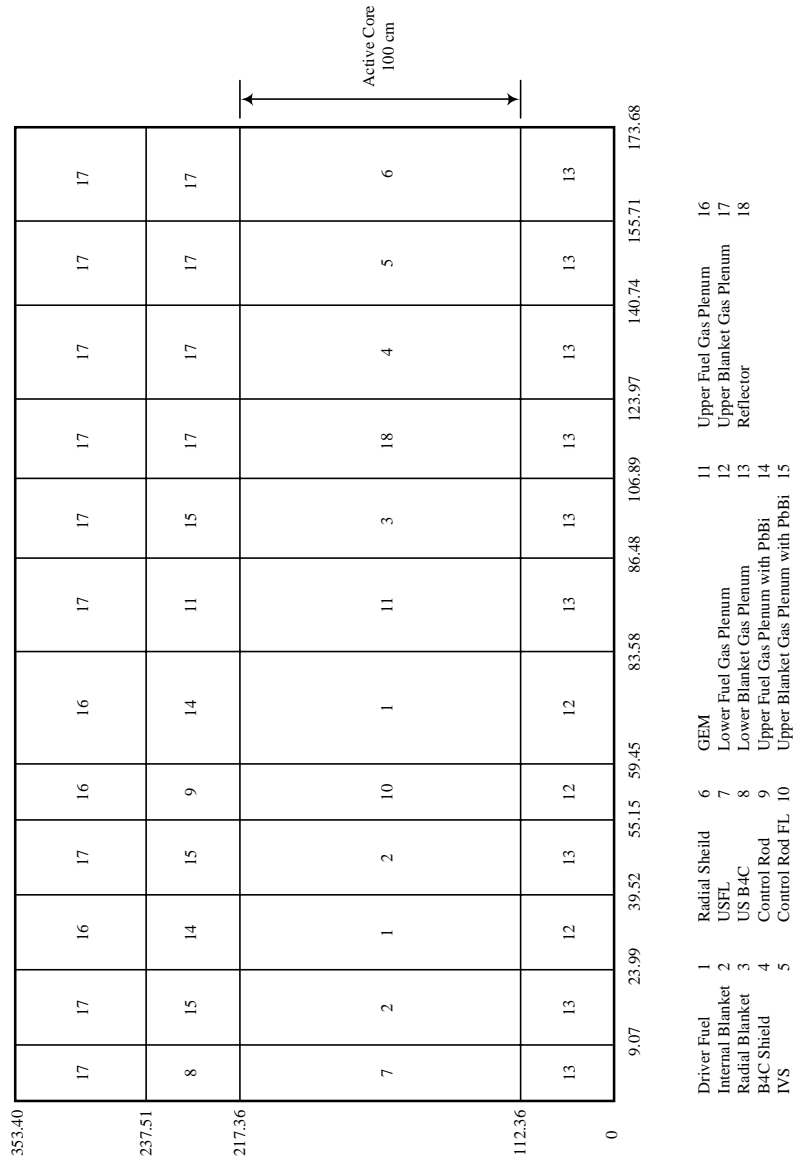 353.40
17 17 16 17 16 16 17 17 17 17 17 17
237.51
8 15 14 15 9 14 11 15 17 17 17 17
217.36
7 2 1 2 10 1 11 3 18 4 5 6
Active Core
100 cm
112.36
13 13 12 13 12 12 13 13 13 13 13 13
0
9.07 23.99 39.52 55.15 59.45 83.58 86.48 106.89 123.97 140.74 155.71 173.68
Driver Fuel 1
Internal Blanket 2
Radial Blanket 3
B4C Shield 4
IVS 5
Radial Sheild 6
USFL 7
US B4C 8
Control Rod 9
Control Rod FL 10
GEM 11
Lower Fuel Gas Plenum 12
Lower Blanket Gas Plenum 13
Upper Fuel Gas Plenum with PbBi 14
Upper Blanket Gas Plenum with PbBi 15
Upper Fuel Gas Plenum 16
Upper Blanket Gas Plenum 17
Reflector 18